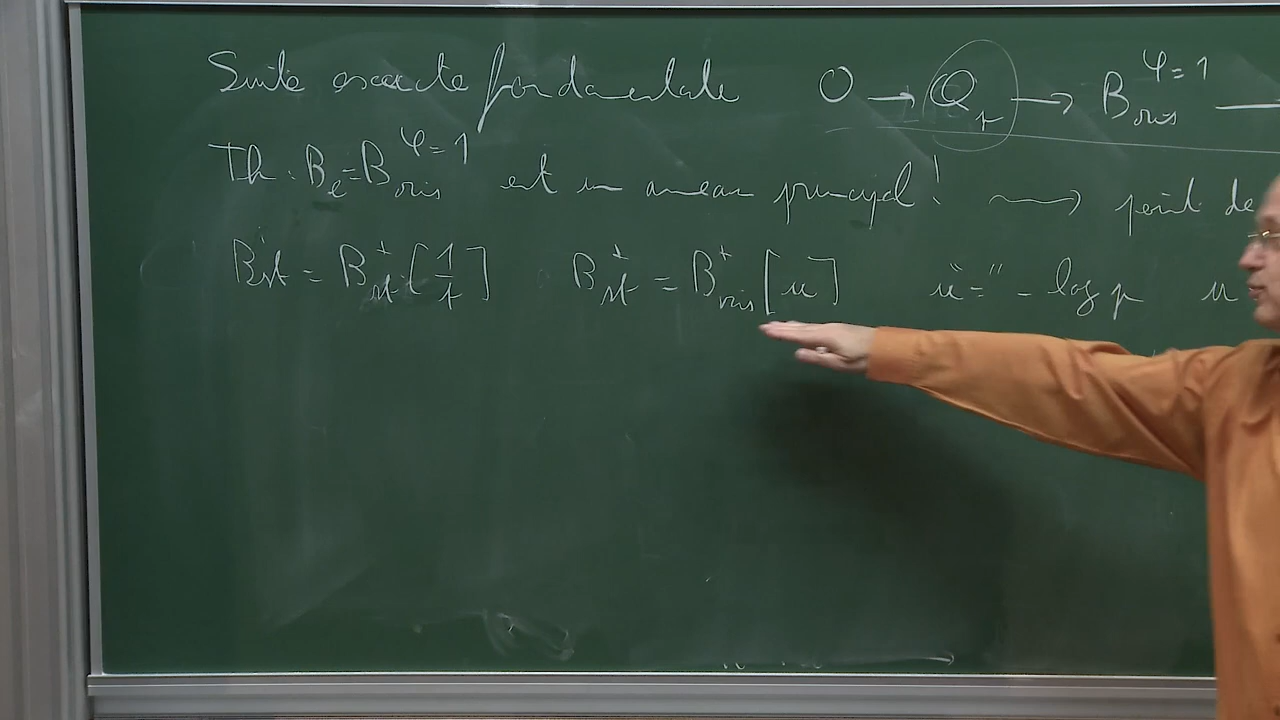 Suite exacte fondamentale 0 → Q_p → B_cris^{φ=1} →
Th : B_e = B_cris^{φ=1} est un anneau principal ! ⟿ point de
B_st = B_st^+[1/t] B_st^+ = B_cris^+[u] u "=" - log p u